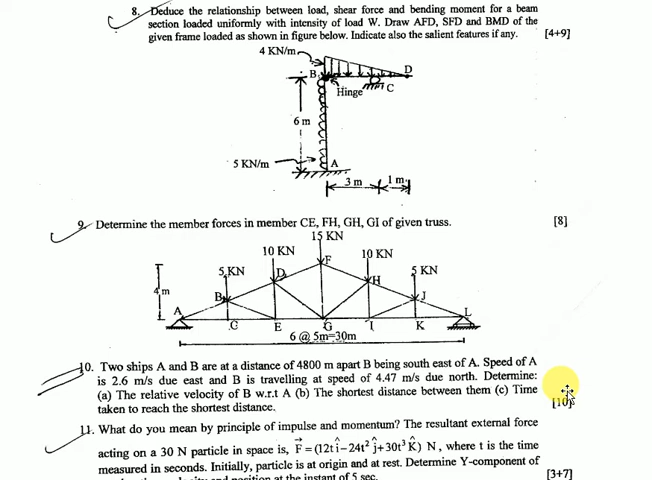 8. Deduce the relationship between load, shear force and bending moment for a beam
section loaded uniformly with intensity of load W. Draw AFD, SFD and BMD of the
given frame loaded as shown in figure below. Indicate also the salient features if any. [4+9]
4 KN/m
B
D
Hinge
C
6 m
5 KN/m
A
3 m
1 m
9. Determine the member forces in member CE, FH, GH, GI of given truss. [8]
15 KN
10 KN
F
10 KN
5 KN
D
H
5 KN
4 m
B
J
A
L
C
E
G
I
K
6 @ 5m=30m
10. Two ships A and B are at a distance of 4800 m apart B being south east of A. Speed of A
is 2.6 m/s due east and B is travelling at speed of 4.47 m/s due north. Determine:
(a) The relative velocity of B w.r.t A (b) The shortest distance between them (c) Time
taken to reach the shortest distance. [10]
11. What do you mean by principle of impulse and momentum? The resultant external force
acting on a 30 N particle in space is, F⃗ = (12t î −24t² ĵ +30t³ K̂) N, where t is the time
measured in seconds. Initially, particle is at origin and at rest. Determine Y-component of
position at the instant of 5 sec. [3+7]